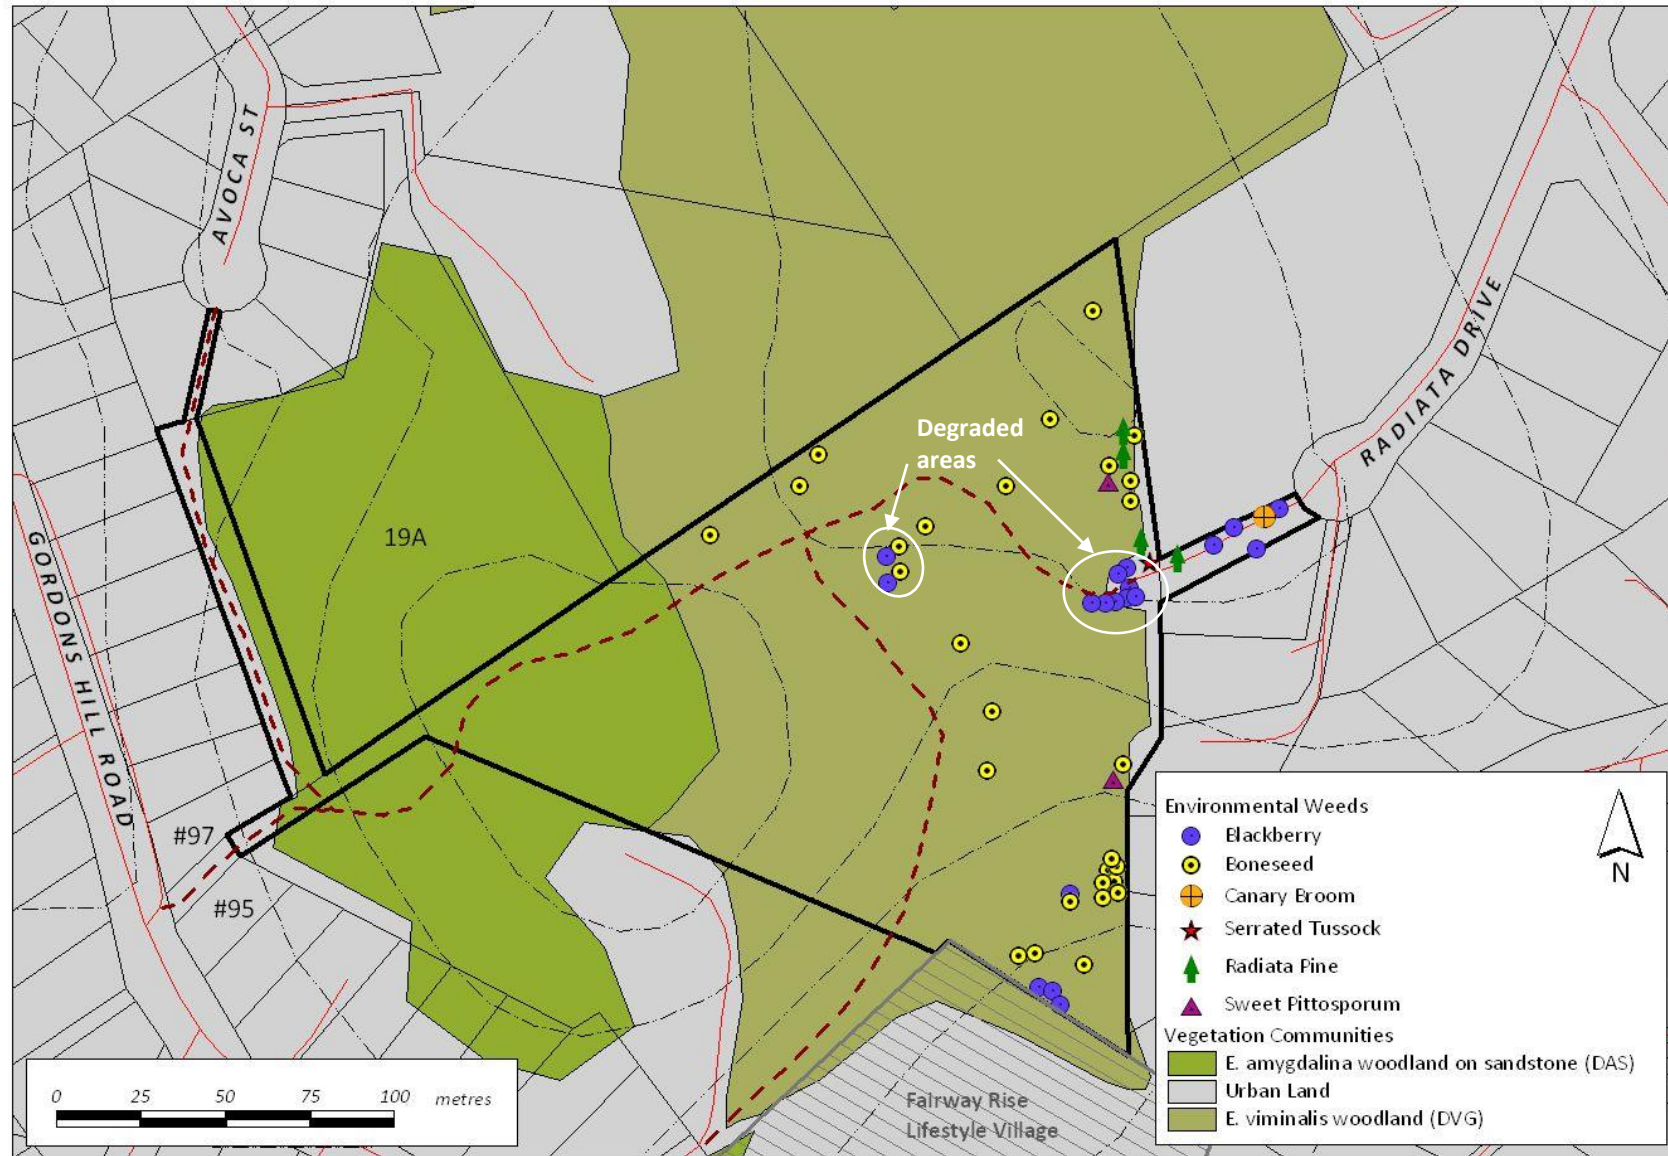 AVOCA ST
RADIATA DRIVE
Degraded
areas
19A
GORDONS HILL ROAD
#97
#95
Environmental Weeds
Blackberry
Boneseed
Canary Broom
Serrated Tussock
Radiata Pine
Sweet Pittosporum
N
Vegetation Communities
E. amygdalina woodland on sandstone (DAS)
Urban Land
E. viminalis woodland (DVG)
0 25 50 75 100 metres
Fairway Rise
Lifestyle Village